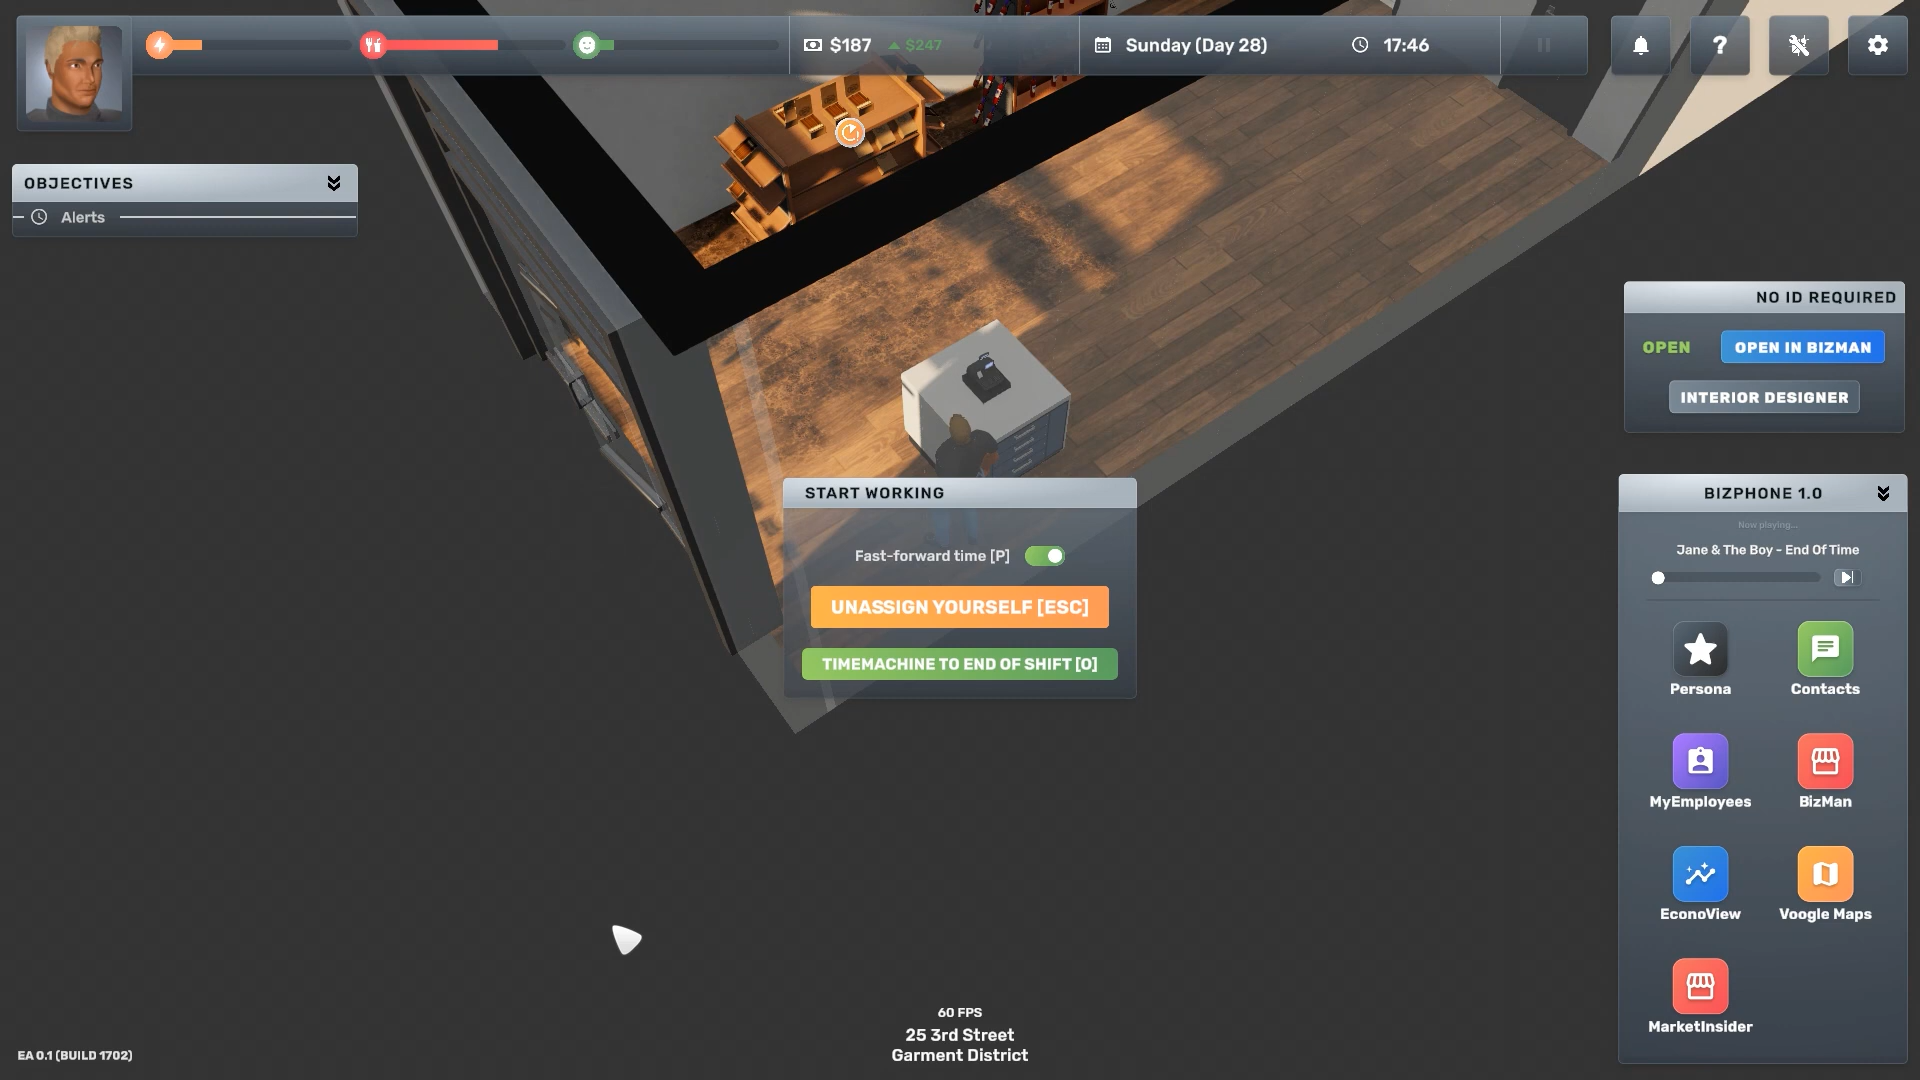 $187
$247
Sunday (Day 28)
17:46
?
OBJECTIVES
Alerts
NO ID REQUIRED
OPEN
OPEN IN BIZMAN
INTERIOR DESIGNER
START WORKING
Fast-forward time [P]
UNASSIGN YOURSELF [ESC]
TIMEMACHINE TO END OF SHIFT [O]
BIZPHONE 1.0
Now playing...
Jane & The Boy - End Of Time
Persona
Contacts
MyEmployees
BizMan
EconoView
Voogle Maps
MarketInsider
60 FPS
25 3rd Street
Garment District
EA 0.1 (BUILD 1702)